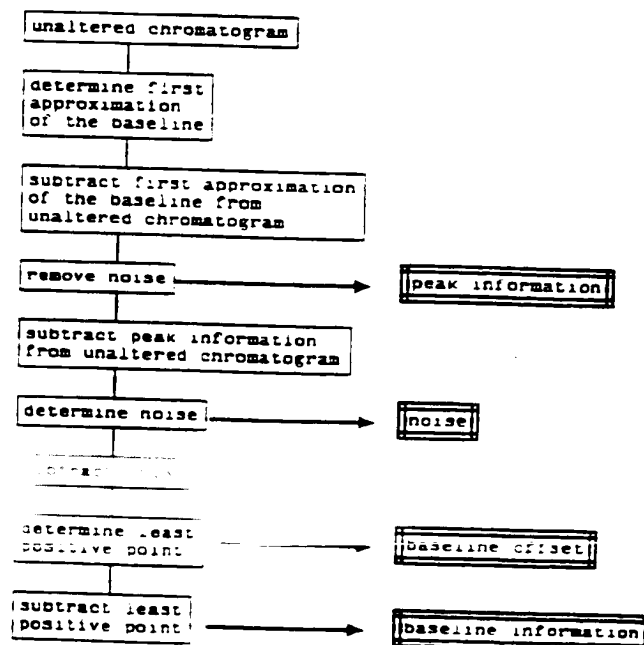 unaltered chromatogram
determine first
approximation
of the baseline
subtract first approximation
of the baseline from
unaltered chromatogram
remove noise
peak information
subtract peak information
from unaltered chromatogram
determine noise
noise
determine least
positive point
baseline offset
subtract least
positive point
baseline information